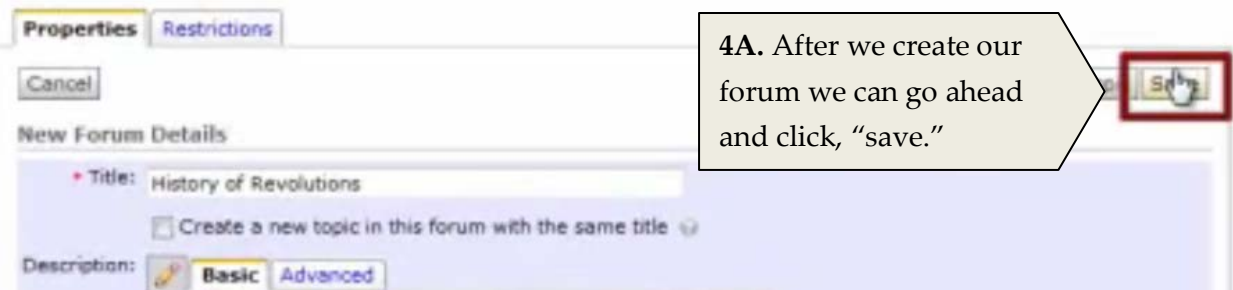 Properties Restrictions
4A. After we create our
forum we can go ahead
and click, “save.”
Cancel
New Forum Details
• Title: History of Revolutions
Create a new topic in this forum with the same title
Description: Basic Advanced